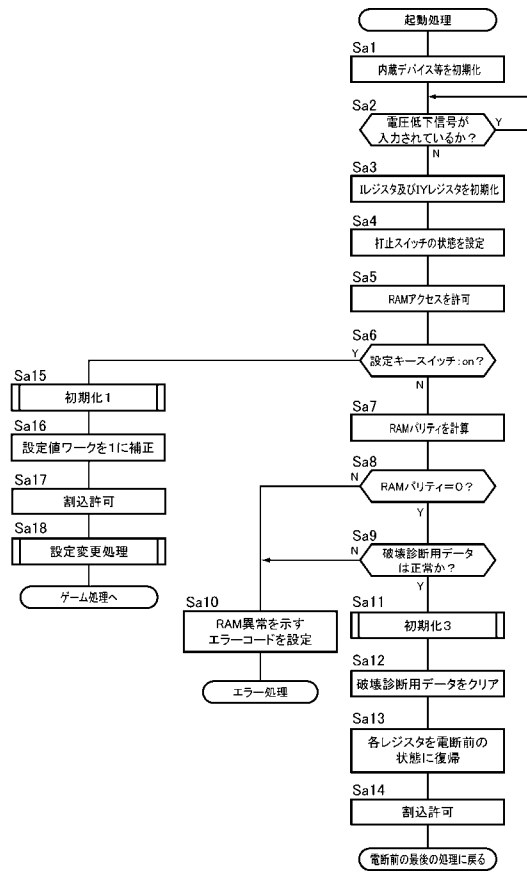 起動処理
Sa1
内蔵デバイス等を初期化
Sa2
電圧低下信号が
入力されているか?
Y
N
Sa3
Iレジスタ及びIYレジスタを初期化
Sa4
打止スイッチの状態を設定
Sa5
RAMアクセスを許可
Sa6
設定キースイッチ:on?
Y
N
Sa15
初期化1
Sa16
設定値ワークを1に補正
Sa17
割込許可
Sa18
設定変更処理
ゲーム処理へ
Sa7
RAMパリティを計算
Sa8
RAMパリティ=0?
N
Y
Sa9
破壊診断用データ
は正常か?
N
Y
Sa10
RAM異常を示す
エラーコードを設定
エラー処理
Sa11
初期化3
Sa12
破壊診断用データをクリア
Sa13
各レジスタを電断前の
状態に復帰
Sa14
割込許可
電断前の最後の処理に戻る